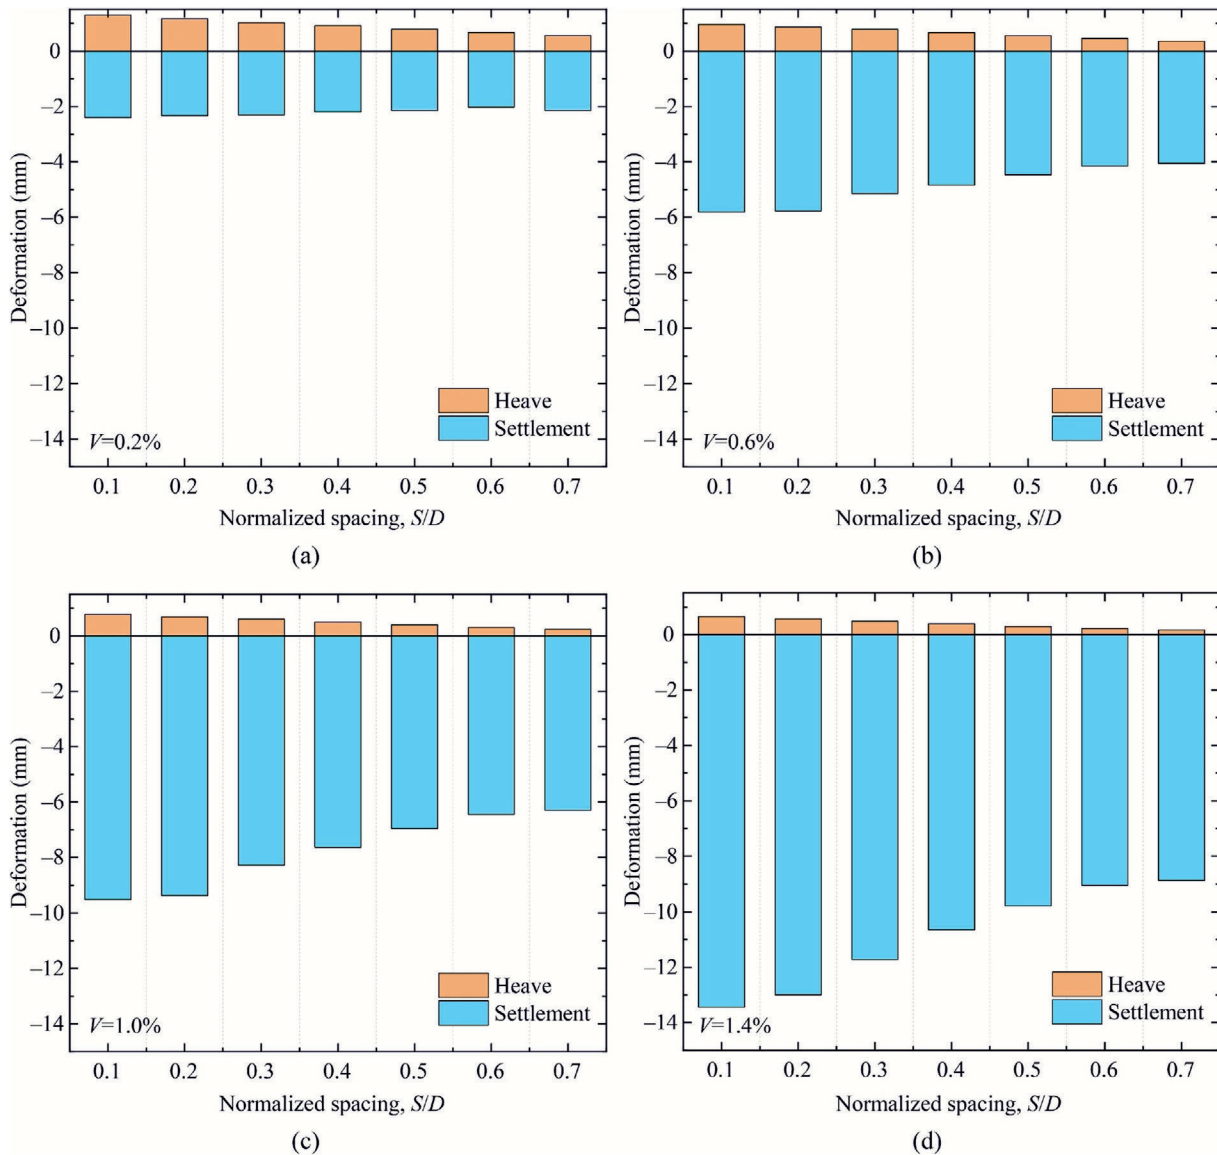 Deformation (mm)
0
–2
–4
–6
–8
–10
–12
–14
Heave
Settlement
V=0.2%
0.1 0.2 0.3 0.4 0.5 0.6 0.7
Normalized spacing, S/D
(a)
Deformation (mm)
0
–2
–4
–6
–8
–10
–12
–14
Heave
Settlement
V=0.6%
0.1 0.2 0.3 0.4 0.5 0.6 0.7
Normalized spacing, S/D
(b)
Deformation (mm)
0
–2
–4
–6
–8
–10
–12
–14
Heave
Settlement
V=1.0%
0.1 0.2 0.3 0.4 0.5 0.6 0.7
Normalized spacing, S/D
(c)
Deformation (mm)
0
–2
–4
–6
–8
–10
–12
–14
Heave
Settlement
V=1.4%
0.1 0.2 0.3 0.4 0.5 0.6 0.7
Normalized spacing, S/D
(d)